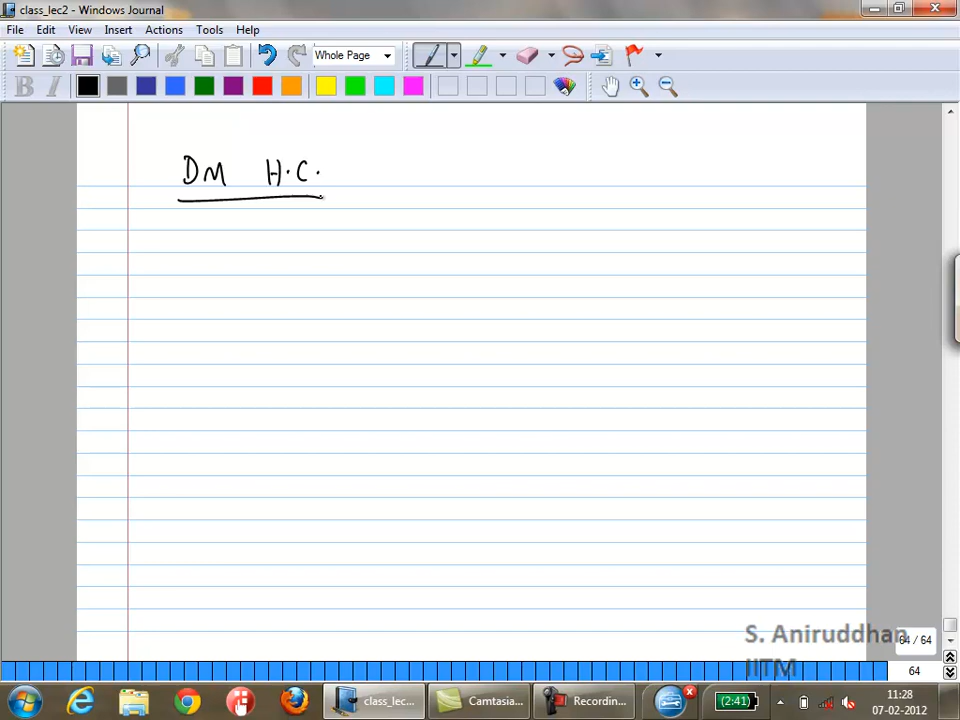 class_lec2 - Windows Journal
File Edit View Insert Actions Tools Help
Whole Page
B I
DM H.C.
S. Aniruddhan
IITM
64 / 64
64
class_lec...
Camtasia...
Recordin...
(2:41)
11:28
07-02-2012